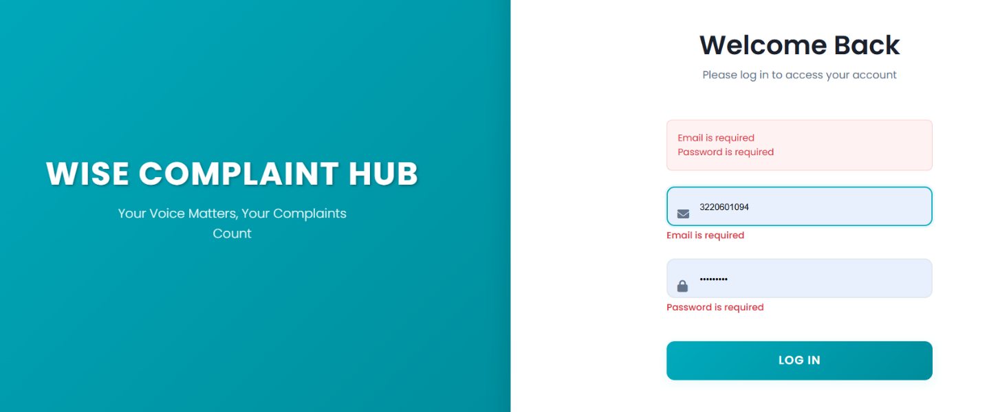 WISE COMPLAINT HUB
Your Voice Matters, Your Complaints
Count
Welcome Back
Please log in to access your account
Email is required
Password is required
3220601094
Email is required
•••••••••
Password is required
LOG IN